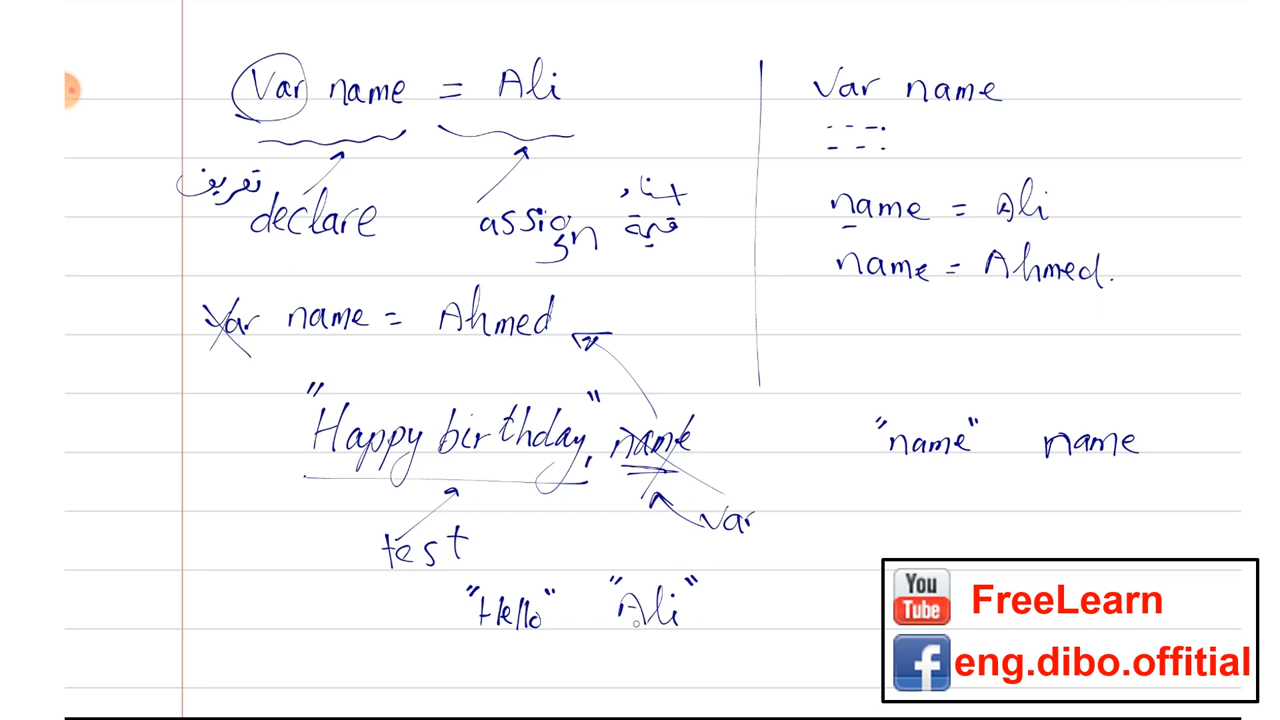 Var name = Ali
تعريف
declare
assign
اسناد
قيمة
Var name = Ahmed
"Happy birthday," name
test
var
"Hello" "Ali"
Var name
name = Ali
name = Ahmed.
"name" name
You Tube FreeLearn
f eng.dibo.offitial